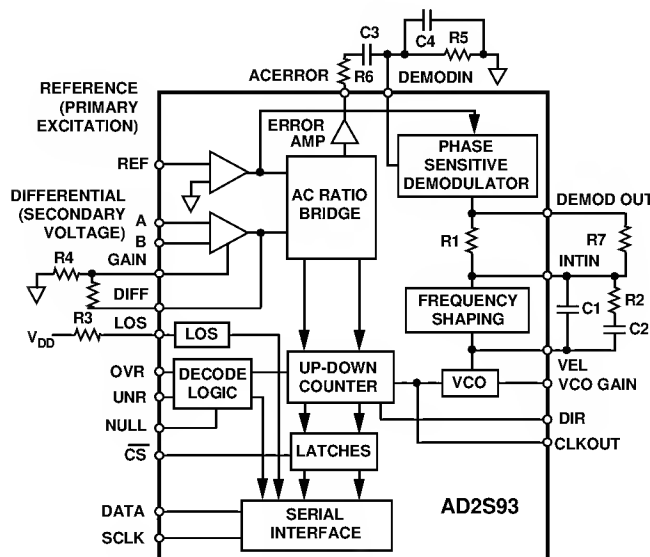 C4
R5
C3
R6
ACERROR
DEMODIN
REFERENCE
(PRIMARY
EXCITATION)
ERROR
AMP
PHASE
SENSITIVE
DEMODULATOR
REF
AC RATIO
BRIDGE
DIFFERENTIAL
(SECONDARY
VOLTAGE)
A
B
GAIN
R4
DIFF
R3
VDD
LOS
LOS
DEMOD OUT
R1
R7
INTIN
FREQUENCY
SHAPING
C1
R2
C2
VEL
OVR
UNR
NULL
DECODE
LOGIC
UP-DOWN
COUNTER
VCO
VCO GAIN
DIR
CLKOUT
CS
LATCHES
DATA
SCLK
SERIAL
INTERFACE
AD2S93